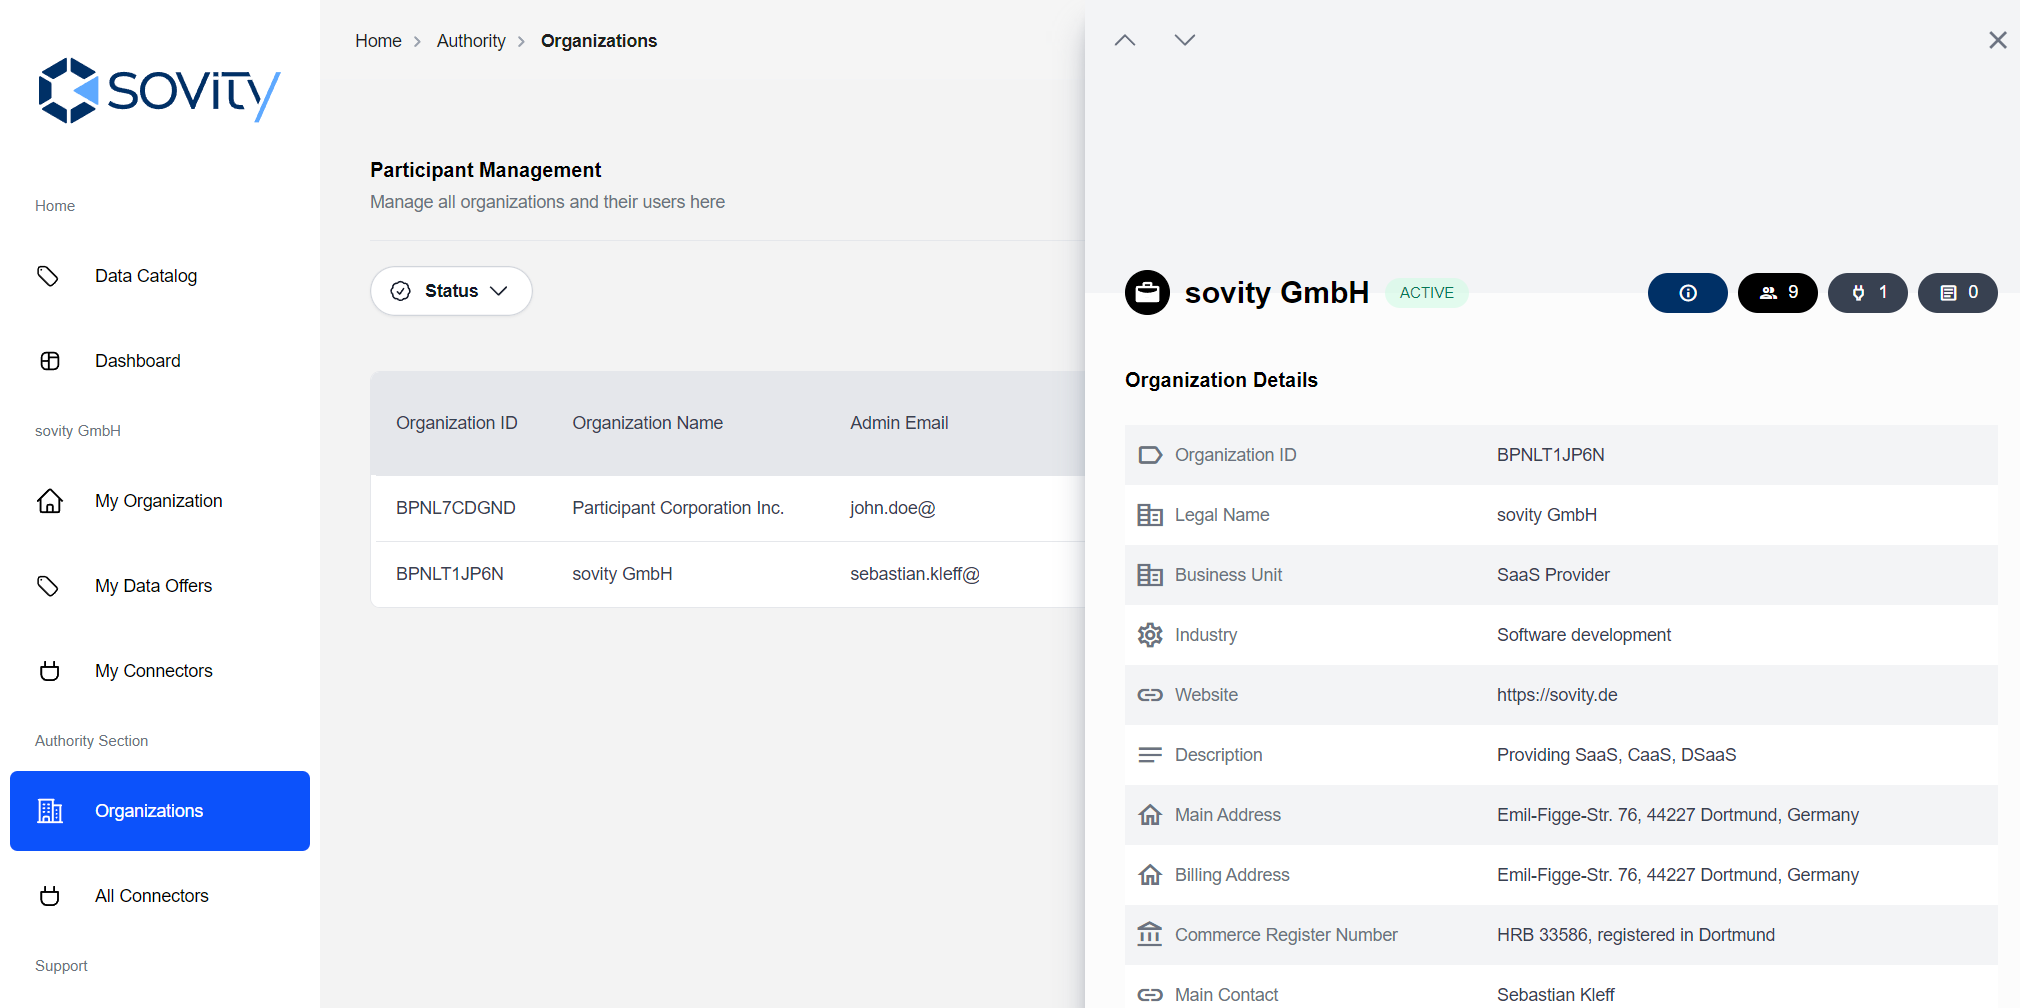 sovity
Home
Data Catalog
Dashboard
sovity GmbH
My Organization
My Data Offers
My Connectors
Authority Section
Organizations
All Connectors
Support
Home > Authority > Organizations
Participant Management
Manage all organizations and their users here
Status
Organization ID Organization Name Admin Email
BPNL7CDGND Participant Corporation Inc. john.doe@
BPNLT1JP6N sovity GmbH sebastian.kleff@
sovity GmbH ACTIVE 9 1 0
Organization Details
Organization ID BPNLT1JP6N
Legal Name sovity GmbH
Business Unit SaaS Provider
Industry Software development
Website https://sovity.de
Description Providing SaaS, CaaS, DSaaS
Main Address Emil-Figge-Str. 76, 44227 Dortmund, Germany
Billing Address Emil-Figge-Str. 76, 44227 Dortmund, Germany
Commerce Register Number HRB 33586, registered in Dortmund
Main Contact Sebastian Kleff